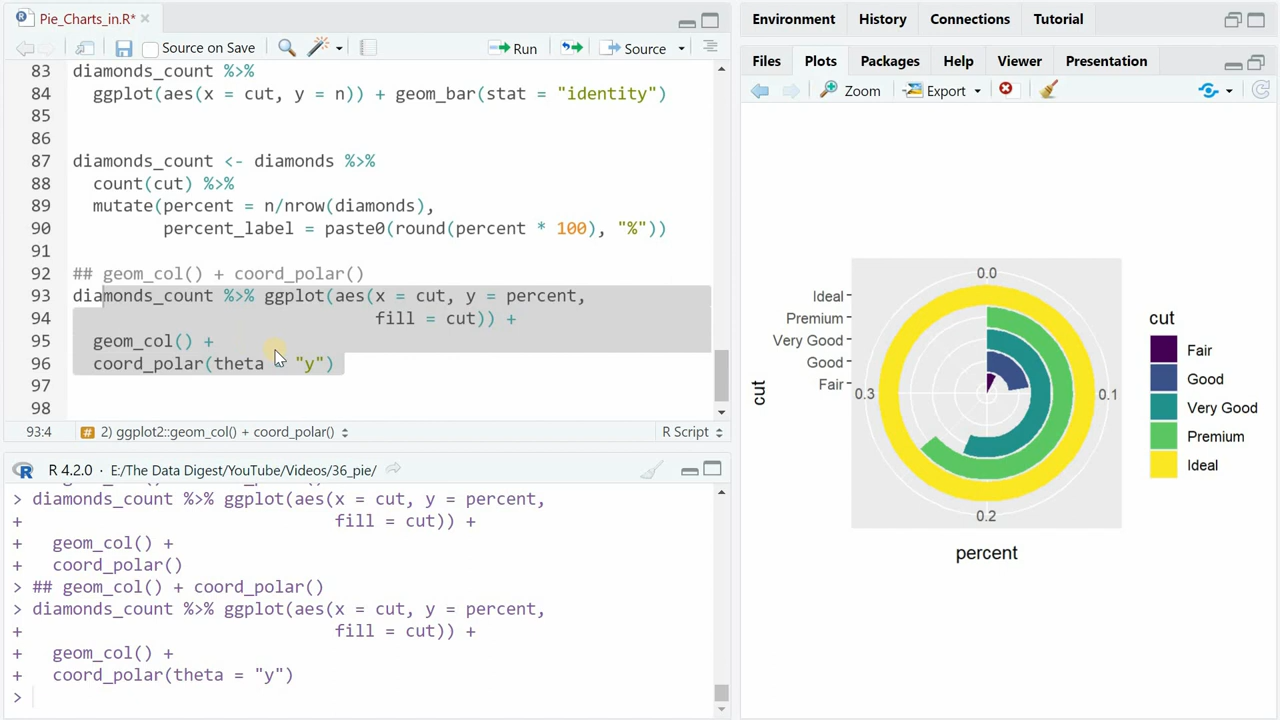 Pie_Charts_in.R*
Source on Save
Run
Source
83 diamonds_count %>%
84   ggplot(aes(x = cut, y = n)) + geom_bar(stat = "identity")
85
86
87 diamonds_count <- diamonds %>%
88   count(cut) %>%
89   mutate(percent = n/nrow(diamonds),
90          percent_label = paste0(round(percent * 100), "%"))
91
92 ## geom_col() + coord_polar()
93 diamonds_count %>% ggplot(aes(x = cut, y = percent,
94                               fill = cut)) +
95   geom_col() +
96   coord_polar(theta = "y")
97
98
93:4 # 2) ggplot2::geom_col() + coord_polar() R Script
R R 4.2.0 · E:/The Data Digest/YouTube/Videos/36_pie/
> diamonds_count %>% ggplot(aes(x = cut, y = percent,
+                               fill = cut)) +
+   geom_col() +
+   coord_polar()
> ## geom_col() + coord_polar()
> diamonds_count %>% ggplot(aes(x = cut, y = percent,
+                               fill = cut)) +
+   geom_col() +
+   coord_polar(theta = "y")
>
Environment History Connections Tutorial
Files Plots Packages Help Viewer Presentation
Zoom Export
0.0
0.1
0.2
0.3
Ideal
Premium
Very Good
Good
Fair
cut
percent
cut
Fair
Good
Very Good
Premium
Ideal